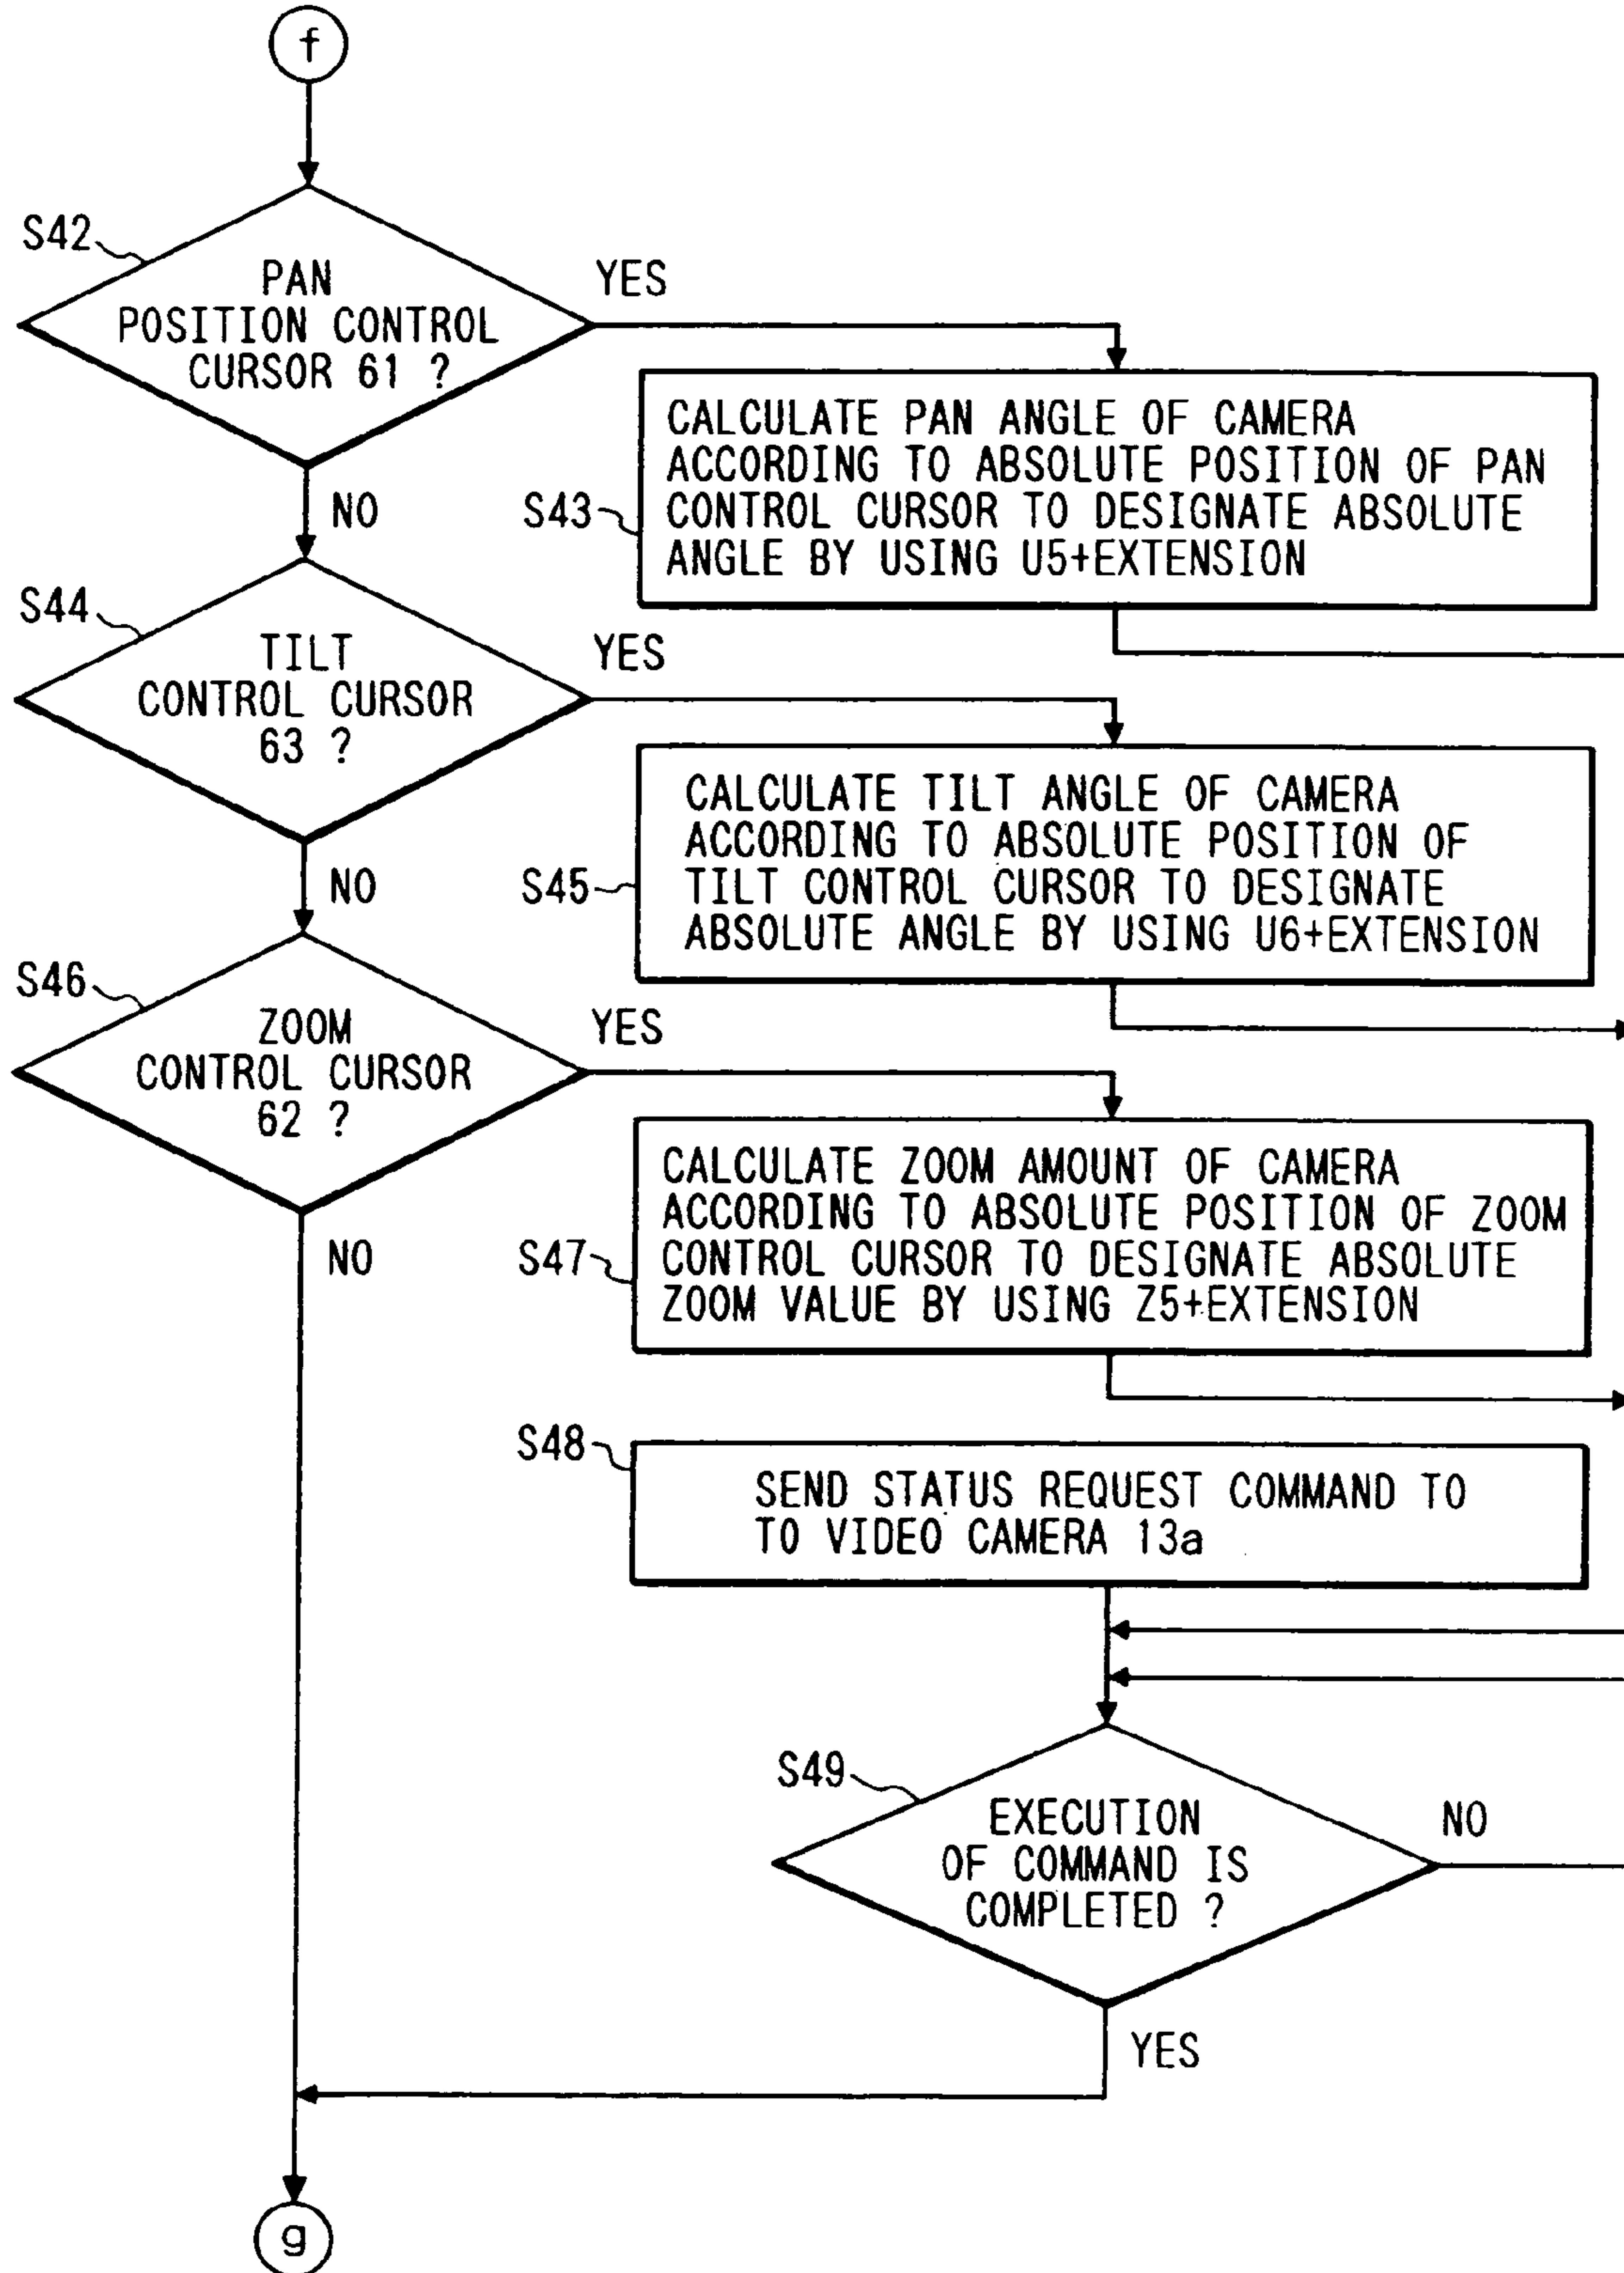 f
S42
PAN
POSITION CONTROL
CURSOR 61 ?
YES
NO
S43
CALCULATE PAN ANGLE OF CAMERA
ACCORDING TO ABSOLUTE POSITION OF PAN
CONTROL CURSOR TO DESIGNATE ABSOLUTE
ANGLE BY USING U5+EXTENSION
S44
TILT
CONTROL CURSOR
63 ?
YES
NO
S45
CALCULATE TILT ANGLE OF CAMERA
ACCORDING TO ABSOLUTE POSITION OF
TILT CONTROL CURSOR TO DESIGNATE
ABSOLUTE ANGLE BY USING U6+EXTENSION
S46
ZOOM
CONTROL CURSOR
62 ?
YES
NO
S47
CALCULATE ZOOM AMOUNT OF CAMERA
ACCORDING TO ABSOLUTE POSITION OF ZOOM
CONTROL CURSOR TO DESIGNATE ABSOLUTE
ZOOM VALUE BY USING Z5+EXTENSION
S48
SEND STATUS REQUEST COMMAND TO
TO VIDEO CAMERA 13a
S49
EXECUTION
OF COMMAND IS
COMPLETED ?
NO
YES
g